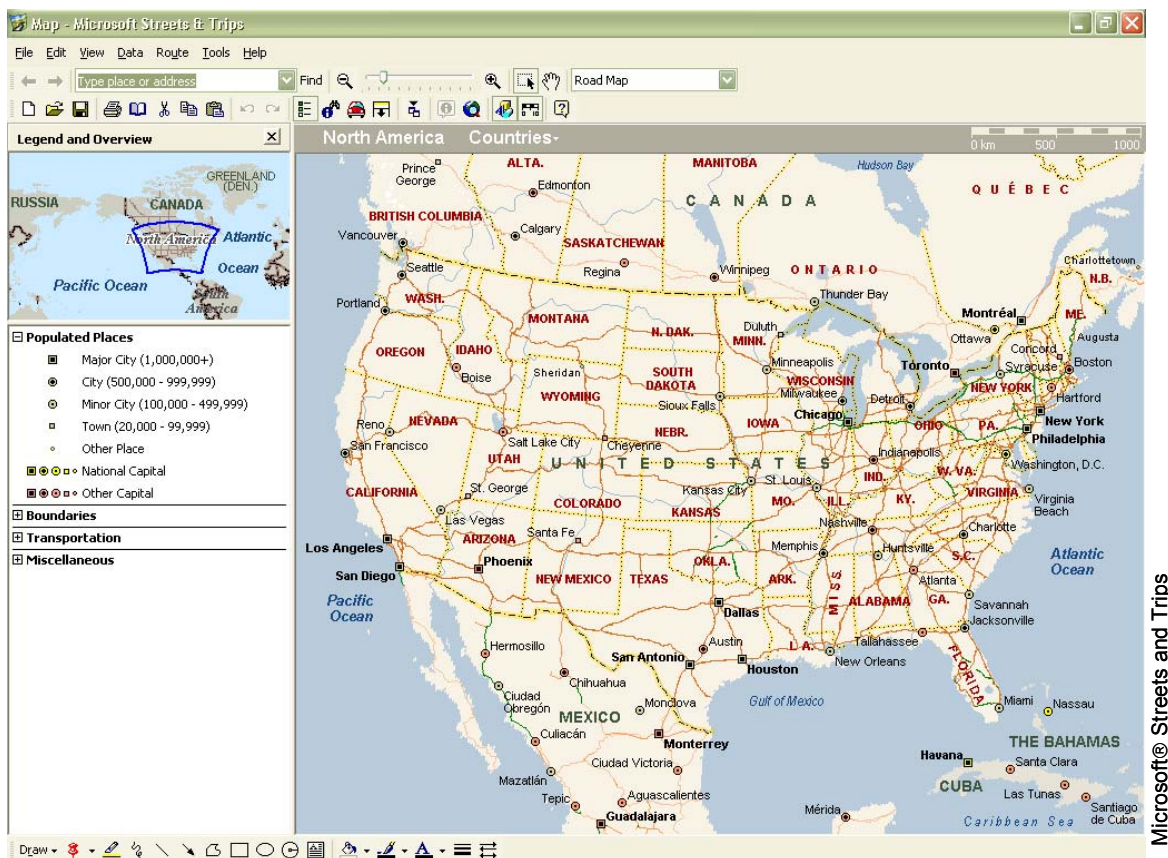 Map - Microsoft Streets & Trips
File Edit View Data Route Tools Help
Type place or address Find Road Map
Legend and Overview
North America Countries
0 km 500 1000
GREENLAND
(DEN.)
RUSSIA
CANADA
North America
Atlantic
Ocean
Pacific Ocean
South
America
Populated Places
Major City (1,000,000+)
City (500,000 - 999,999)
Minor City (100,000 - 499,999)
Town (20,000 - 99,999)
Other Place
National Capital
Other Capital
Boundaries
Transportation
Miscellaneous
Prince
George
ALTA.
MANITOBA
Hudson Bay
Edmonton
CANADA
QUÉBEC
BRITISH COLUMBIA
Calgary
Vancouver
SASKATCHEWAN
Regina
Winnipeg
ONTARIO
Charlottetown
N.B.
Seattle
WASH.
Thunder Bay
Portland
MONTANA
N. DAK.
Duluth
MINN.
Montréal
ME.
Ottawa
Augusta
OREGON
IDAHO
Boise
Sheridan
SOUTH
DAKOTA
Minneapolis
WISCONSIN
Toronto
Concord
Syracuse
Boston
WYOMING
Sioux Falls
Milwaukee
Detroit
NEW YORK
Hartford
Reno
NEVADA
NEBR.
IOWA
Chicago
OHIO
PA.
New York
San Francisco
Salt Lake City
Cheyenne
Philadelphia
UTAH
UNITED STATES
Indianapolis
IND.
W. VA.
Washington, D.C.
CALIFORNIA
St. George
COLORADO
Kansas City
St. Louis
KANSAS
MO.
ILL.
KY.
VIRGINIA
Virginia
Beach
Las Vegas
Santa Fe
Nashville
Charlotte
Los Angeles
ARIZONA
Phoenix
OKLA.
Memphis
Huntsville
S.C.
Atlantic
Ocean
San Diego
NEW MEXICO
TEXAS
ARK.
MISS.
Atlanta
Pacific
Ocean
Dallas
ALABAMA
GA.
Savannah
Jacksonville
Hermosillo
Austin
LA.
Tallahassee
San Antonio
Houston
New Orleans
FLORIDA
Chihuahua
Ciudad
Obregón
Monclova
Gulf of Mexico
Miami
Nassau
MEXICO
Culiacán
Monterrey
THE BAHAMAS
Ciudad Victoria
Havana
Santa Clara
Mazatlán
CUBA
Las Tunas
Tepic
Aguascalientes
Mérida
Santiago
de Cuba
Guadalajara
Caribbean Sea
Draw
Microsoft® Streets and Trips